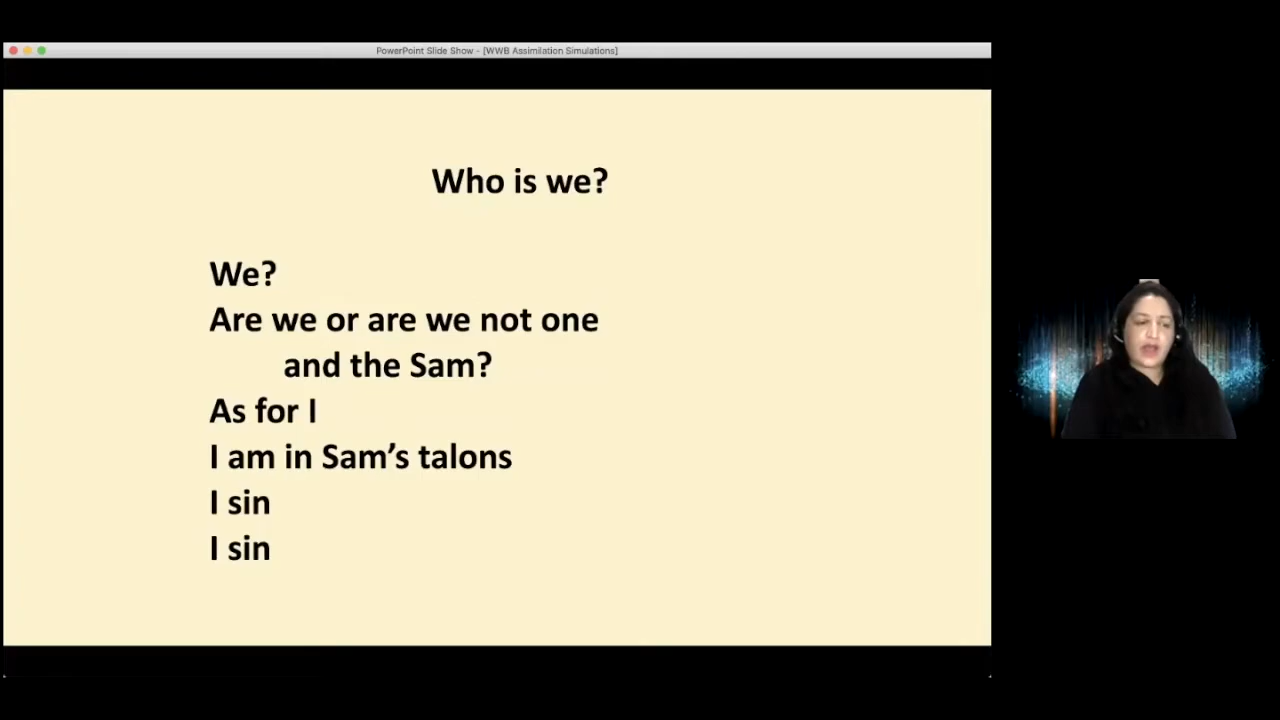 PowerPoint Slide Show - [WWB Assimilation Simulations]
Who is we?
We?
Are we or are we not one
and the Sam?
As for I
I am in Sam’s talons
I sin
I sin